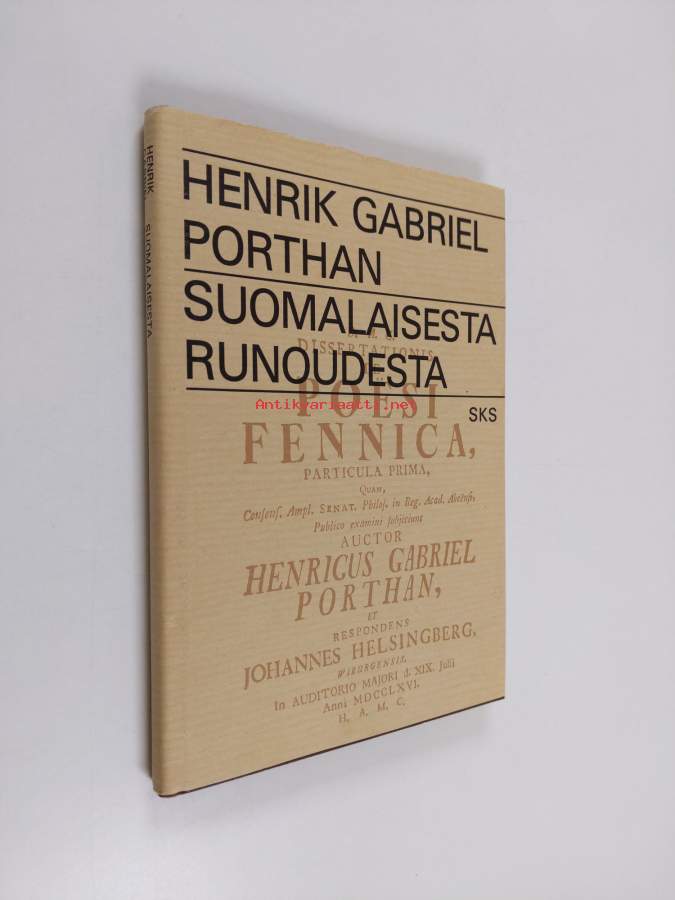 HENRIK GABRIEL
PORTHAN
SUOMALAISESTA
RUNOUDESTA
SKS
DISSERTATIONIS
POESI
FENNICA,
PARTICULA PRIMA,
QUAM,
Consens. Ampl. SENAT. Philos. in Reg. Acad. Aboënsi,
Publico examini subjiciunt
AUCTOR
HENRICUS GABRIEL
PORTHAN,
ET
RESPONDENS
JOHANNES HELSINGBERG,
WIBURGENSIS.
In AUDITORIO MAJORI d. XIX. Julii
Anni MDCCLXVI.
H. A. M. C.
HENRIK
SUOMALAISESTA
Antikvariaatti.net